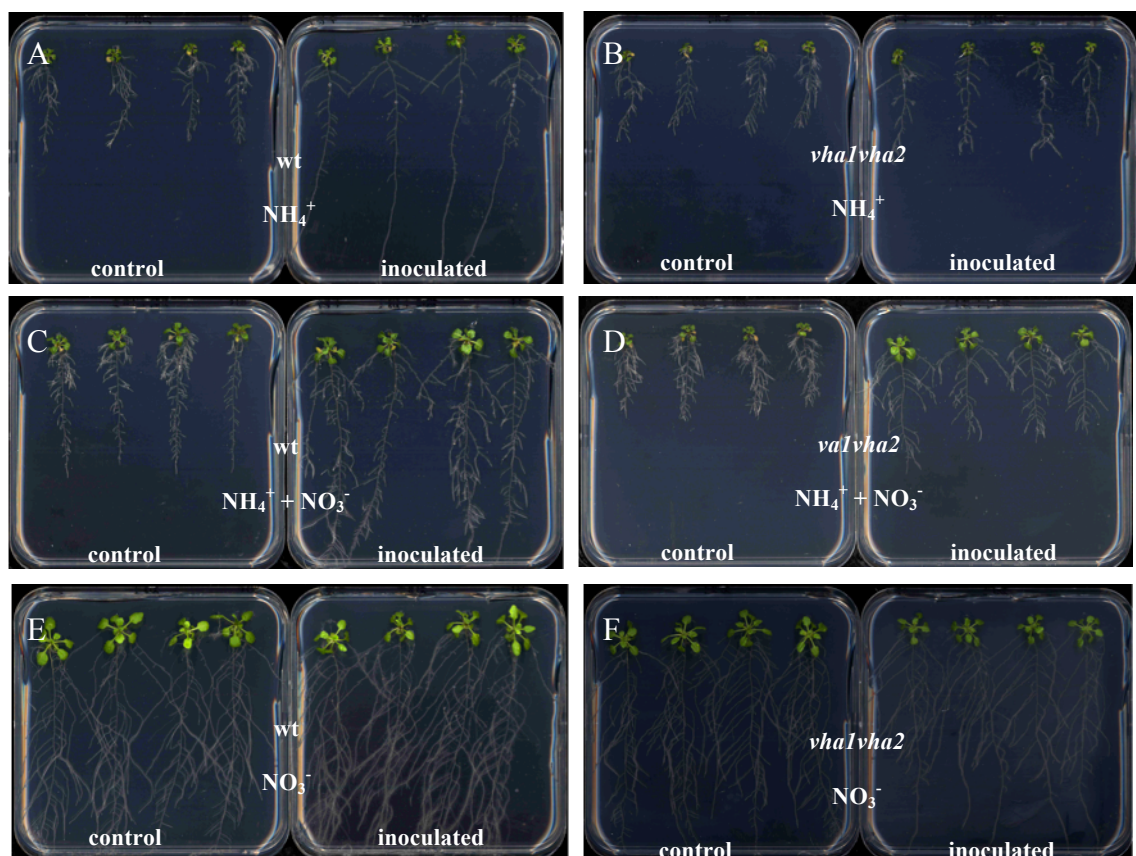 A
wt
NH₄⁺
control
inoculated
B
vha1vha2
NH₄⁺
control
inoculated
C
wt
NH₄⁺ + NO₃⁻
control
inoculated
D
va1vha2
NH₄⁺ + NO₃⁻
control
inoculated
E
wt
NO₃⁻
control
inoculated
F
vha1vha2
NO₃⁻
control
inoculated